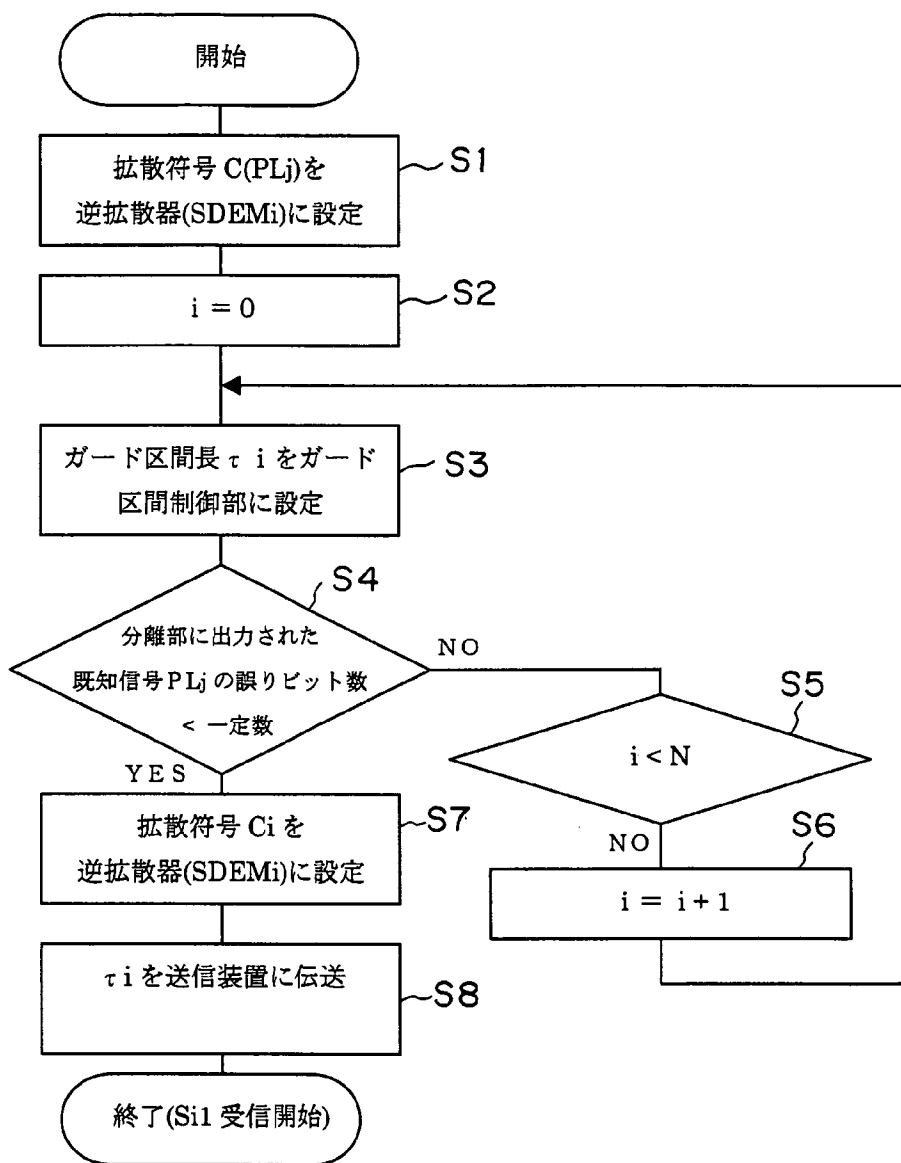 開始
拡散符号 C(PLj)を
逆拡散器(SDEMi)に設定
S1
i = 0
S2
ガード区間長 τ i をガード
区間制御部に設定
S3
S4
分離部に出力された
既知信号PLjの誤りビット数
< 一定数
NO
YES
S5
i < N
NO
S6
i = i + 1
拡散符号 Ci を
逆拡散器(SDEMi)に設定
S7
τ i を送信装置に伝送
S8
終了(Si1 受信開始)